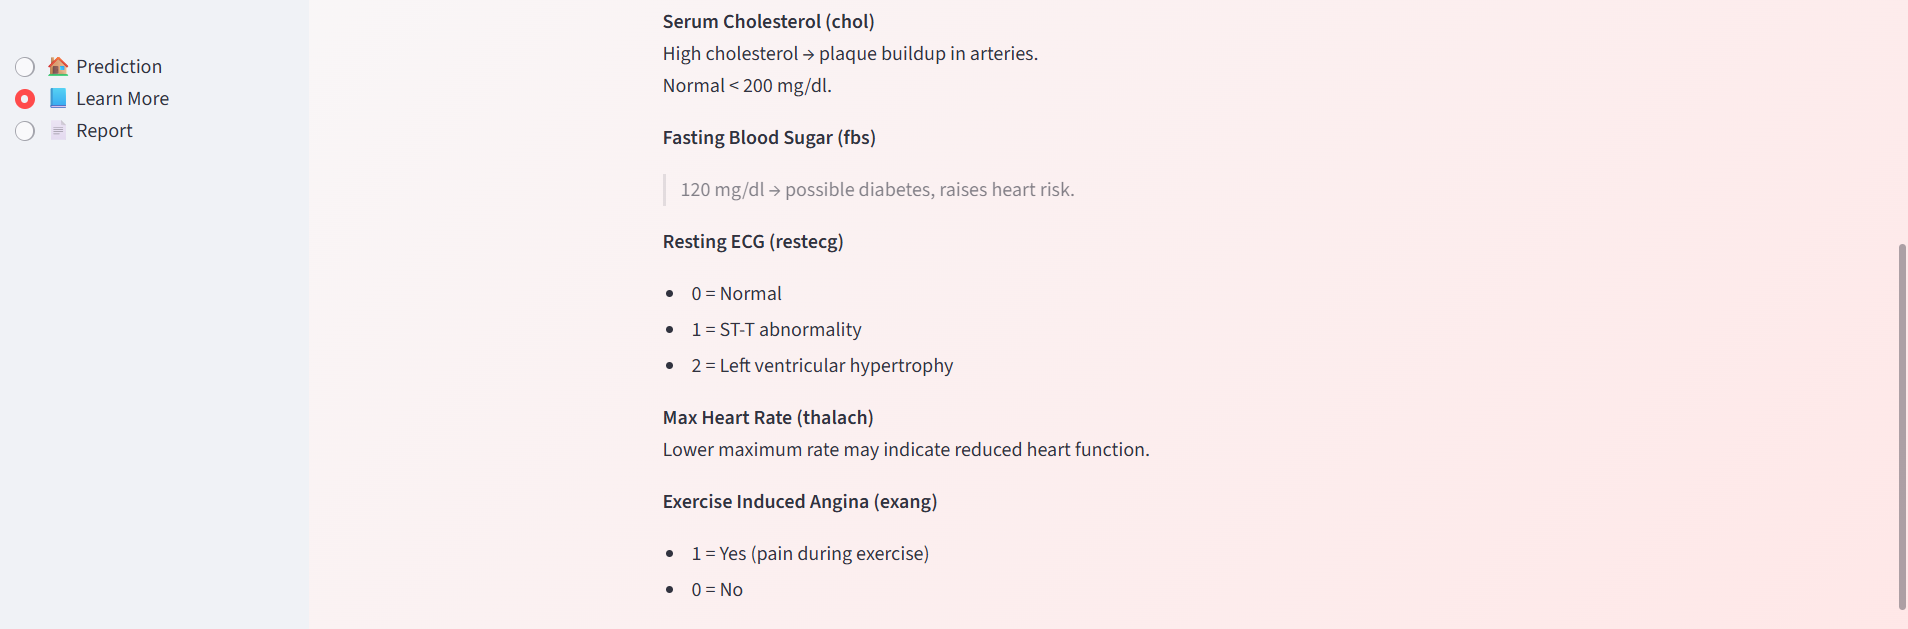 Prediction
Learn More
Report
Serum Cholesterol (chol)
High cholesterol → plaque buildup in arteries.
Normal < 200 mg/dl.
Fasting Blood Sugar (fbs)
120 mg/dl → possible diabetes, raises heart risk.
Resting ECG (restecg)
• 0 = Normal
• 1 = ST-T abnormality
• 2 = Left ventricular hypertrophy
Max Heart Rate (thalach)
Lower maximum rate may indicate reduced heart function.
Exercise Induced Angina (exang)
• 1 = Yes (pain during exercise)
• 0 = No